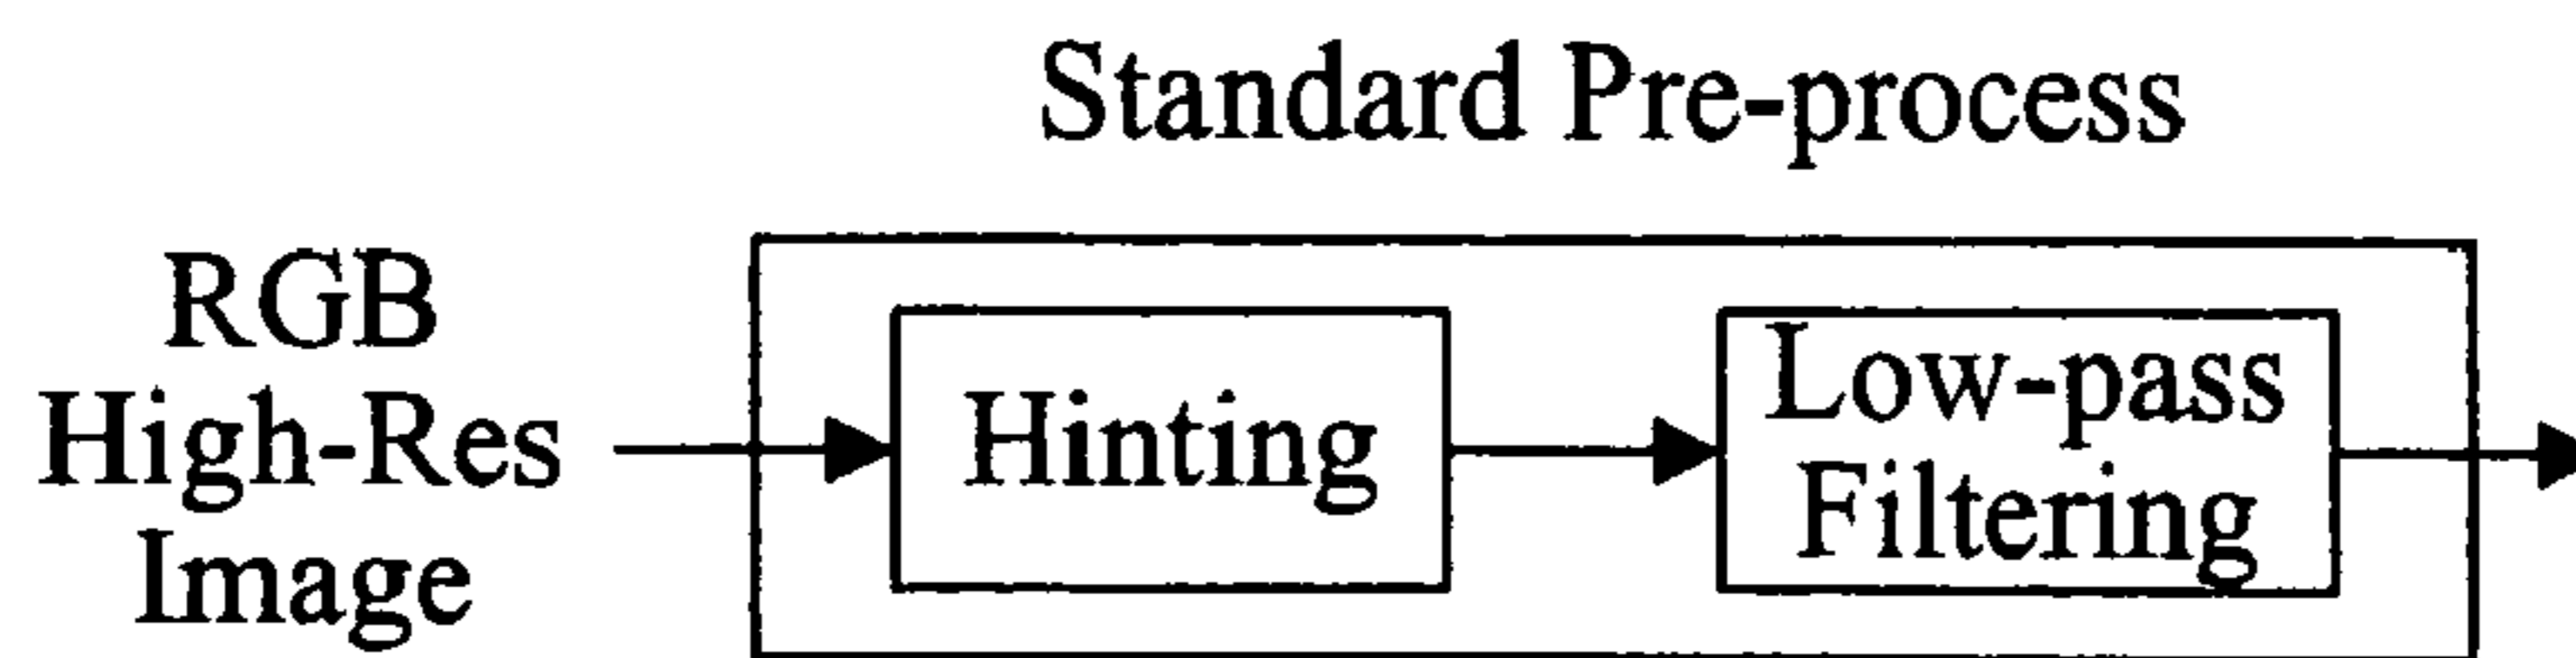 Standard Pre-process
RGB
High-Res
Image
Hinting
Low-pass
Filtering